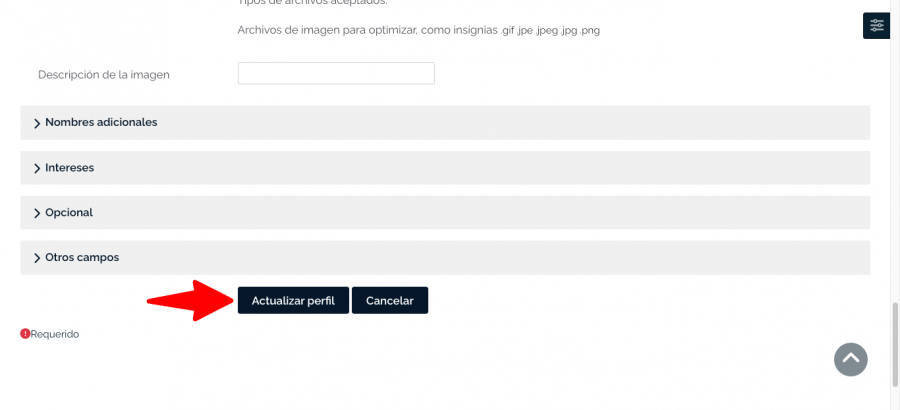 Tipos de archivos aceptados:
Archivos de imagen para optimizar, como insignias .gif .jpe .jpeg .jpg .png
Descripción de la imagen
Nombres adicionales
Intereses
Opcional
Otros campos
Actualizar perfil Cancelar
Requerido